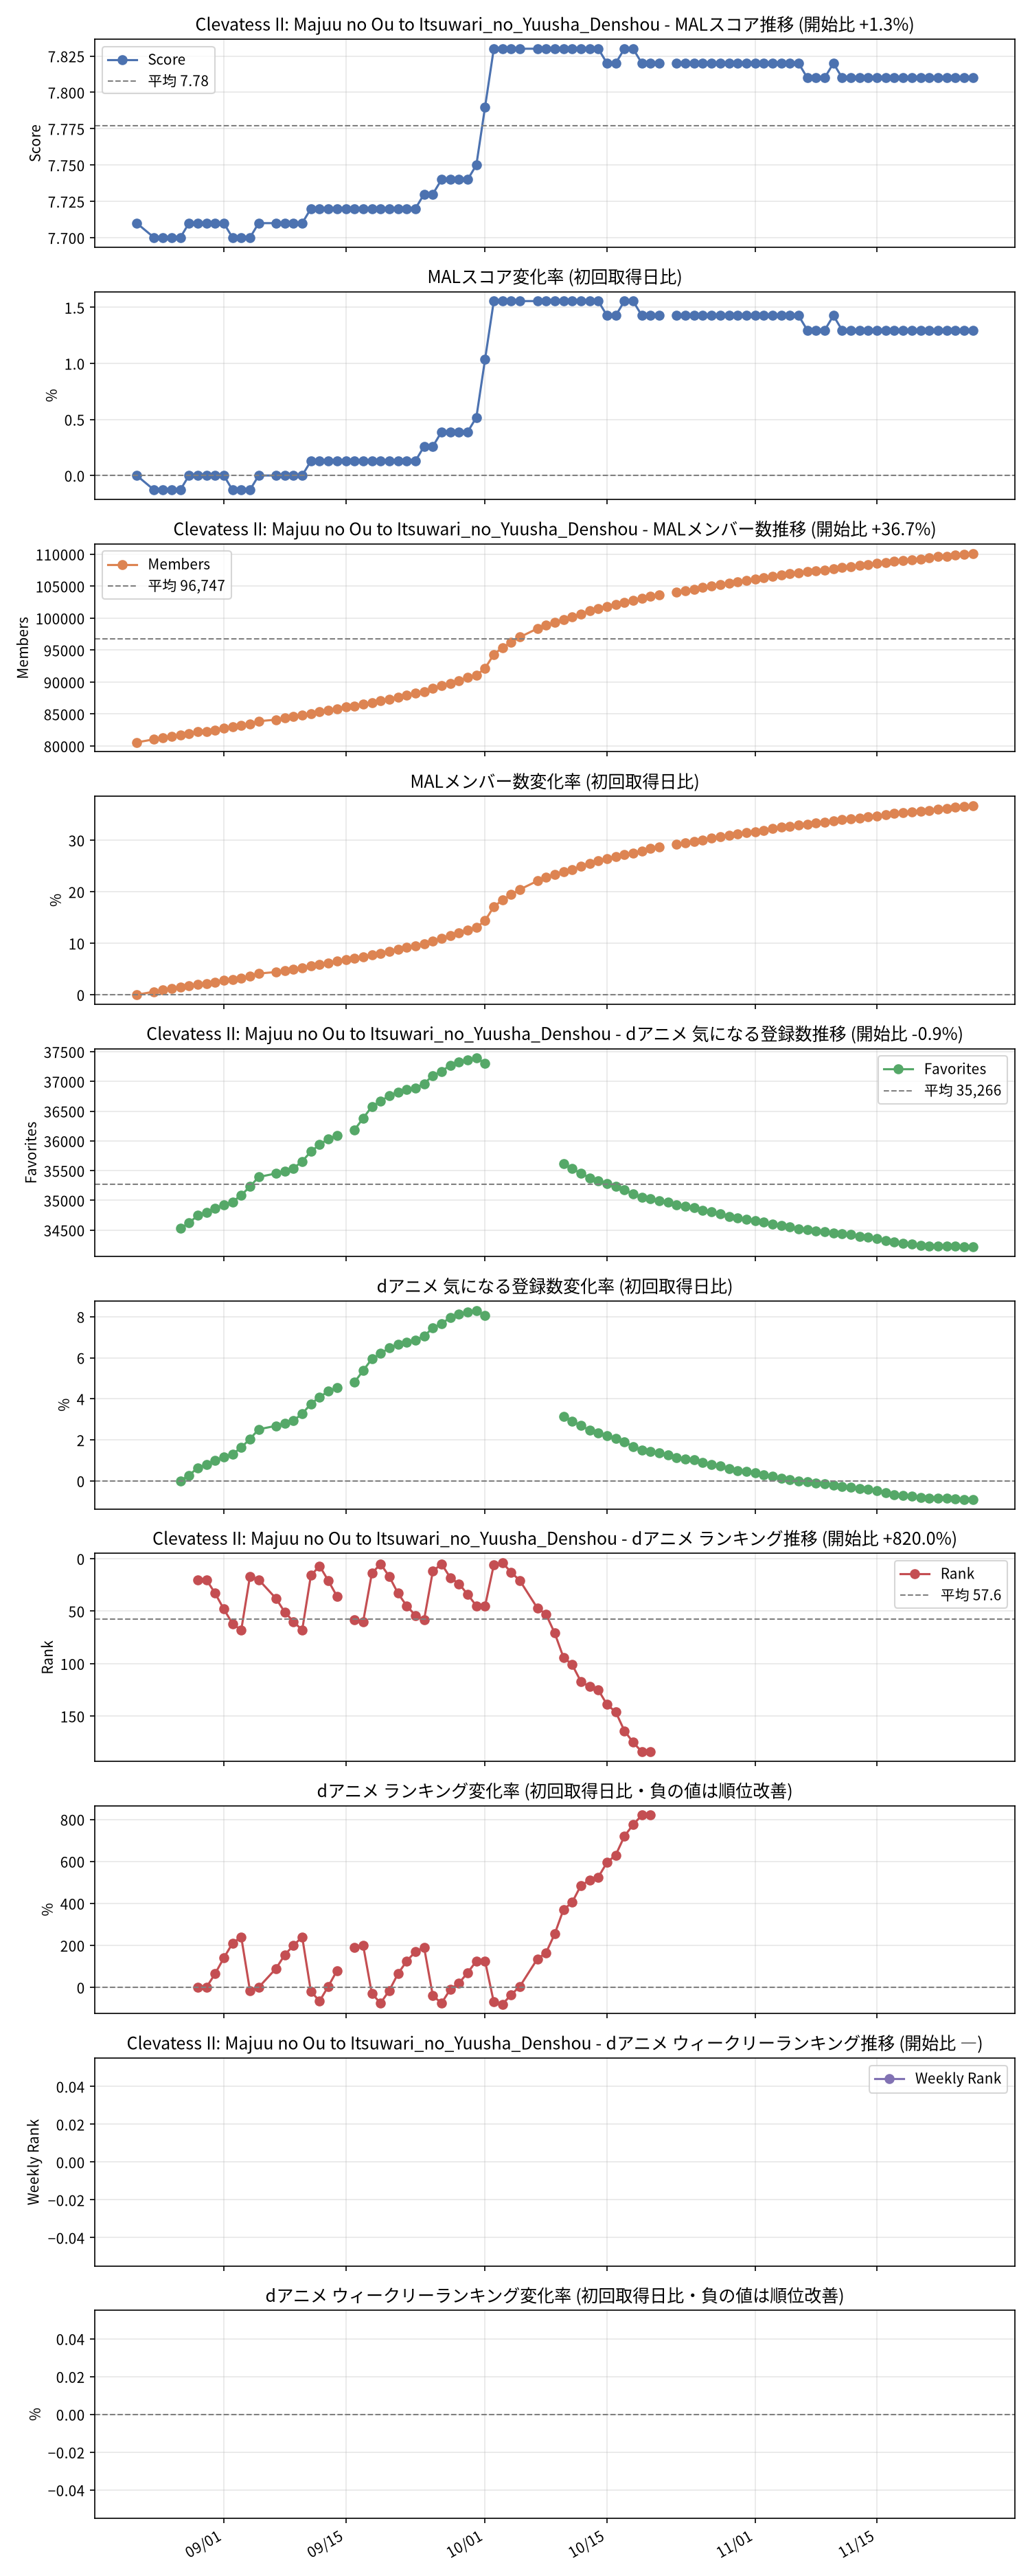 Clevatess II: Majuu no Ou to Itsuwari_no_Yuusha_Denshou - MALスコア推移 (開始比 +1.3%)
Score
平均 7.78
Score
7.825
7.800
7.775
7.750
7.725
7.700
MALスコア変化率 (初回取得日比)
%
1.5
1.0
0.5
0.0
Clevatess II: Majuu no Ou to Itsuwari_no_Yuusha_Denshou - MALメンバー数推移 (開始比 +36.7%)
Members
平均 96,747
Members
110000
105000
100000
95000
90000
85000
80000
MALメンバー数変化率 (初回取得日比)
%
30
20
10
0
Clevatess II: Majuu no Ou to Itsuwari_no_Yuusha_Denshou - dアニメ 気になる登録数推移 (開始比 -0.9%)
Favorites
平均 35,266
Favorites
37500
37000
36500
36000
35500
35000
34500
dアニメ 気になる登録数変化率 (初回取得日比)
%
8
6
4
2
0
Clevatess II: Majuu no Ou to Itsuwari_no_Yuusha_Denshou - dアニメ ランキング推移 (開始比 +820.0%)
Rank
平均 57.6
Rank
0
50
100
150
dアニメ ランキング変化率 (初回取得日比・負の値は順位改善)
%
800
600
400
200
0
Clevatess II: Majuu no Ou to Itsuwari_no_Yuusha_Denshou - dアニメ ウィークリーランキング推移 (開始比 —)
Weekly Rank
Weekly Rank
0.04
0.02
0.00
−0.02
−0.04
dアニメ ウィークリーランキング変化率 (初回取得日比・負の値は順位改善)
%
0.04
0.02
0.00
−0.02
−0.04
09/01
09/15
10/01
10/15
11/01
11/15